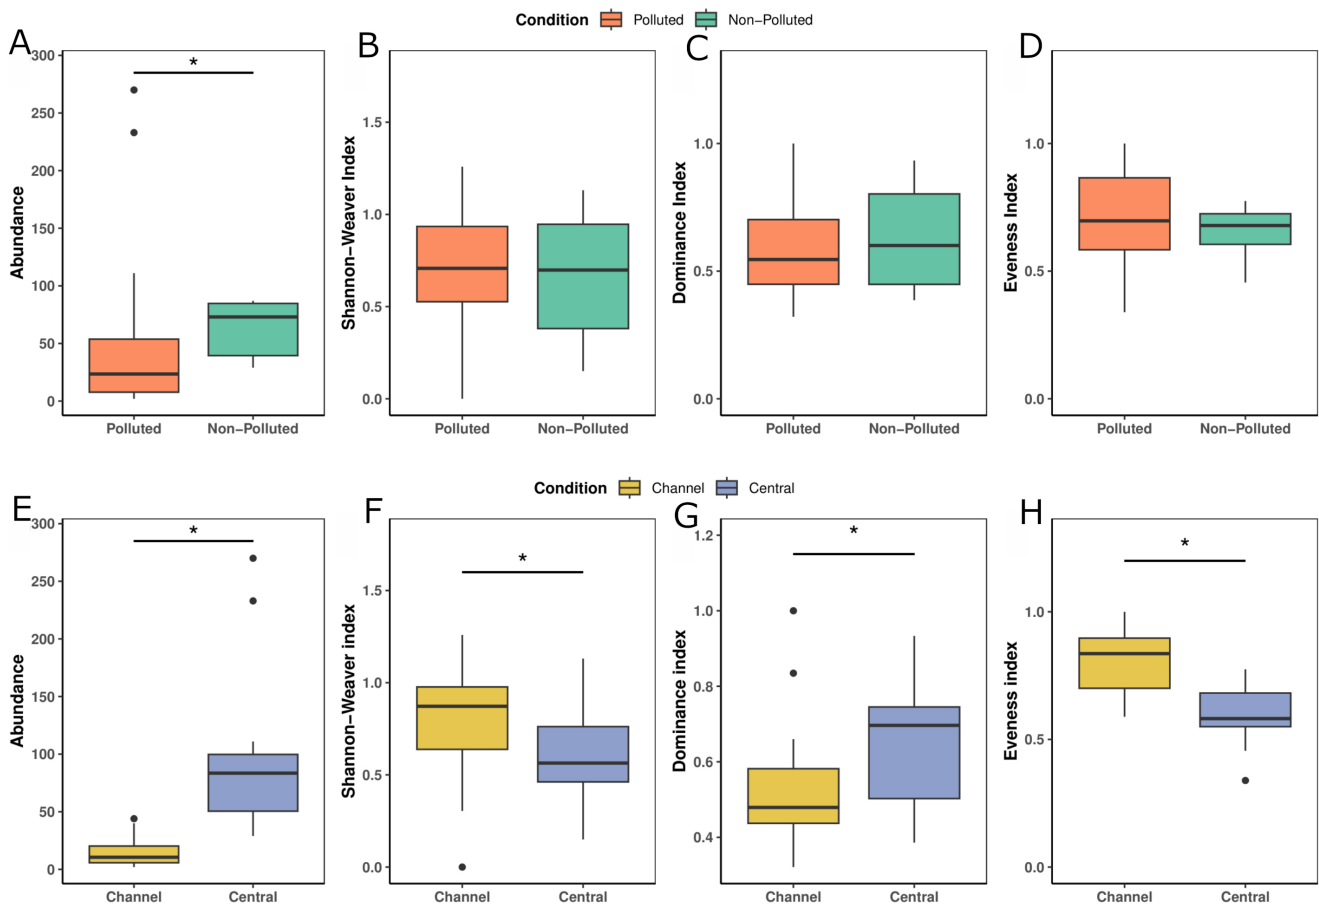 Condition Polluted Non-Polluted
A
B
C
D
Abundance
300
250
200
150
100
50
0
*
Polluted Non-Polluted
Shannon-Weaver Index
1.5
1.0
0.5
0.0
Polluted Non-Polluted
Dominance Index
1.0
0.5
0.0
Polluted Non-Polluted
Eveness Index
1.0
0.5
0.0
Polluted Non-Polluted
Condition Channel Central
E
F
G
H
Abundance
300
250
200
150
100
50
0
*
Channel Central
Shannon-Weaver index
1.5
1.0
0.5
0.0
*
Channel Central
Dominance index
1.2
1.0
0.8
0.6
0.4
*
Channel Central
Eveness index
1.0
0.5
0.0
*
Channel Central